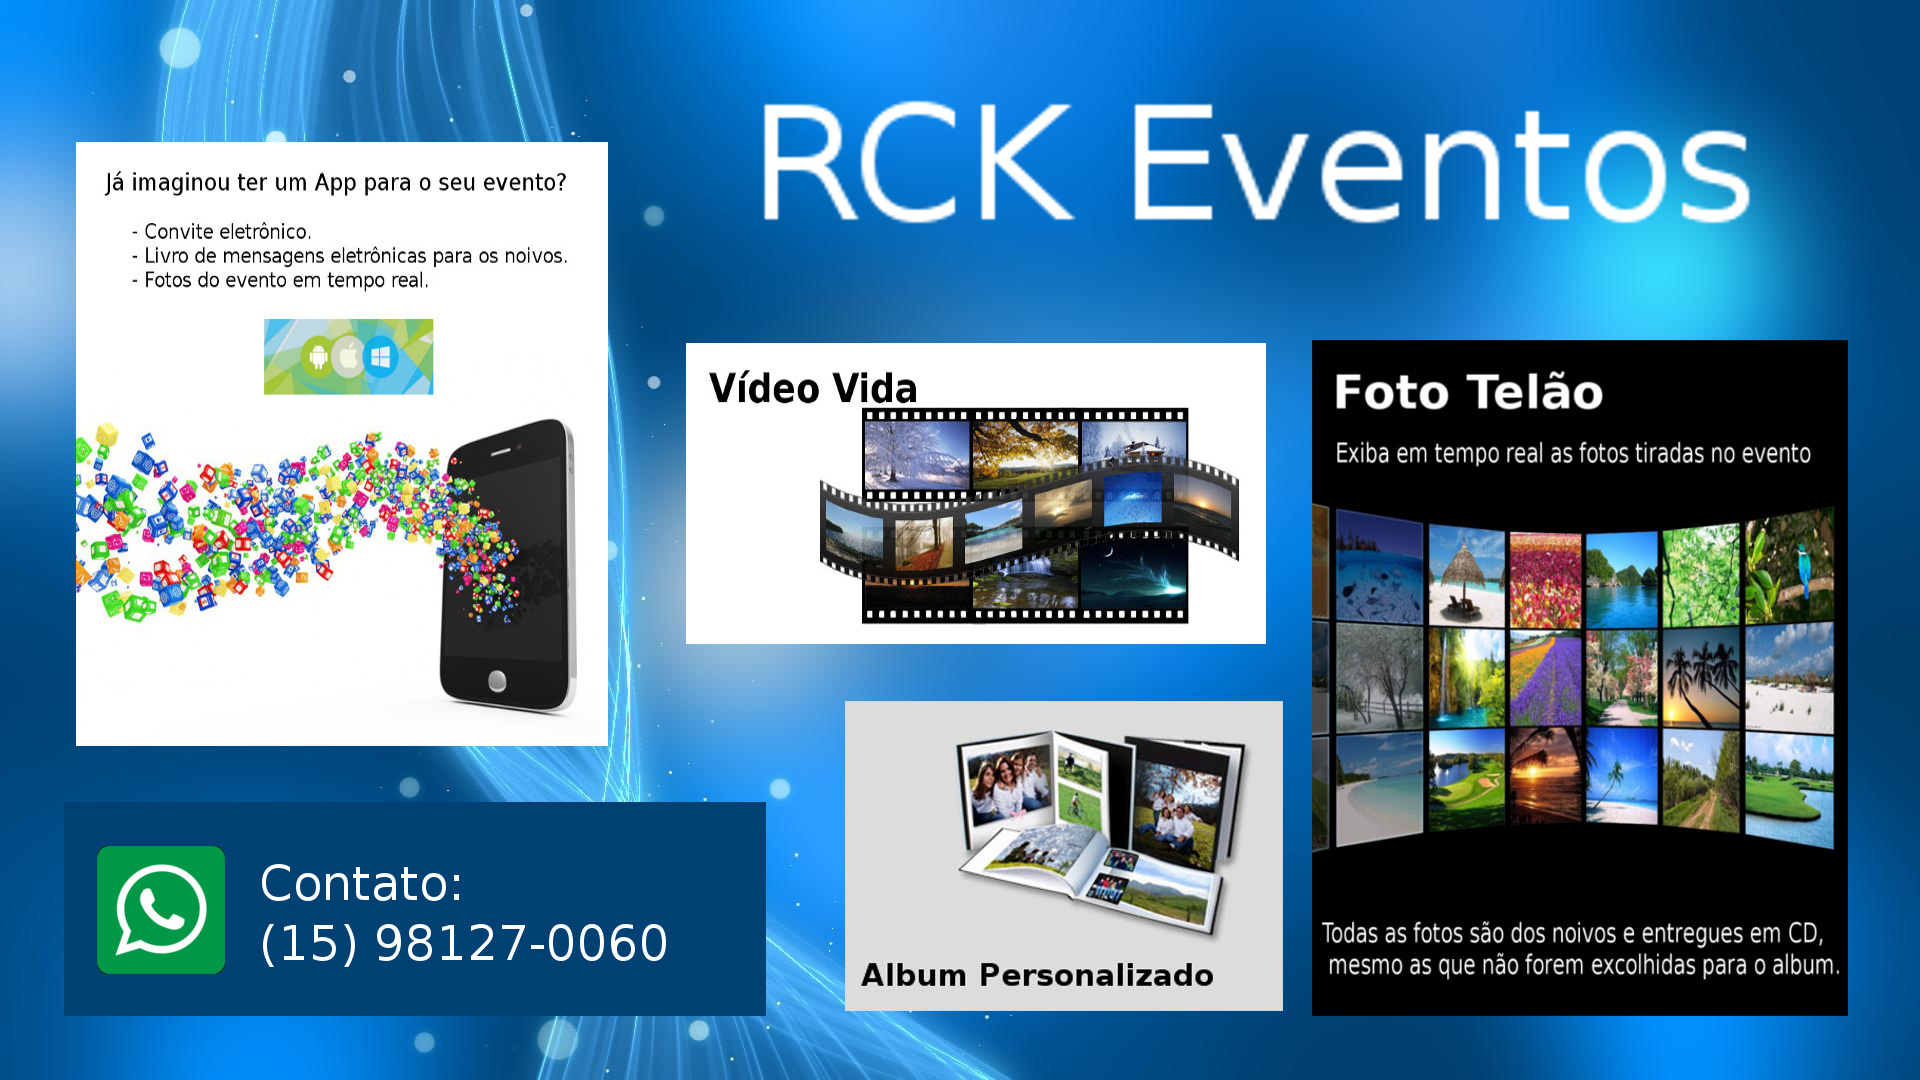 RCK Eventos
Já imaginou ter um App para o seu evento?
- Convite eletrônico.
- Livro de mensagens eletrônicas para os noivos.
- Fotos do evento em tempo real.
Vídeo Vida
Foto Telão
Exiba em tempo real as fotos tiradas no evento
Todas as fotos são dos noivos e entregues em CD,
mesmo as que não forem excolhidas para o album.
Album Personalizado
Contato:
(15) 98127-0060